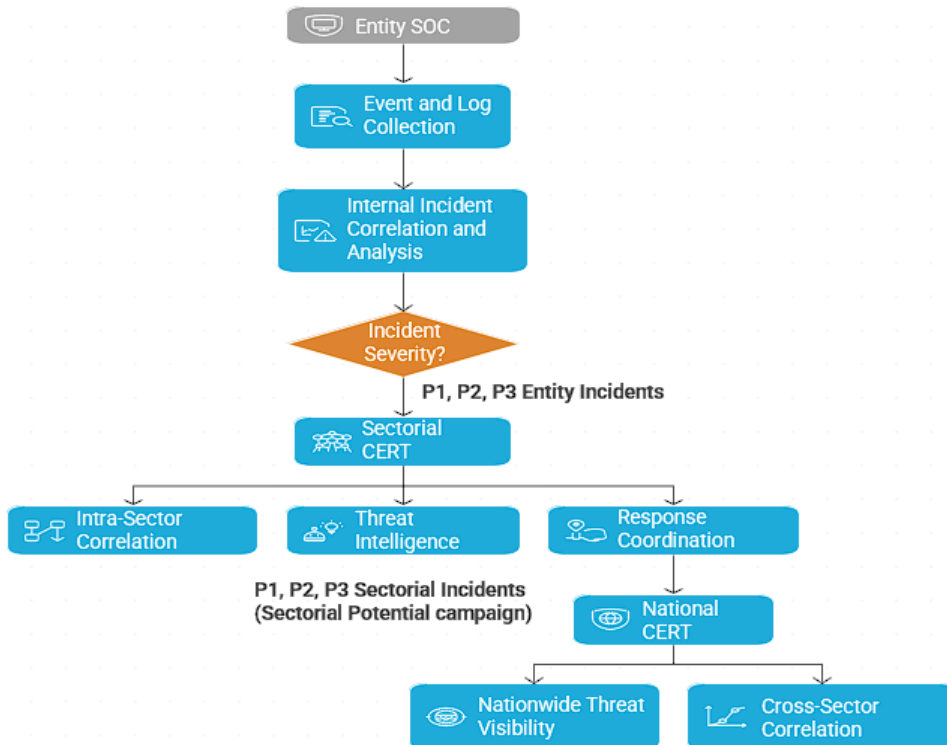 Entity SOC
Event and Log
Collection
Internal Incident
Correlation and
Analysis
Incident
Severity?
P1, P2, P3 Entity Incidents
Sectorial
CERT
Intra-Sector
Correlation
Threat
Intelligence
Response
Coordination
P1, P2, P3 Sectorial Incidents
(Sectorial Potential campaign)
National
CERT
Nationwide Threat
Visibility
Cross-Sector
Correlation